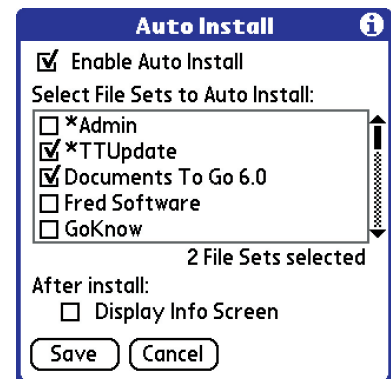 Auto Install
Enable Auto Install
Select File Sets to Auto Install:
*Admin
*TTUpdate
Documents To Go 6.0
Fred Software
GoKnow
2 File Sets selected
After install:
Display Info Screen
Save Cancel